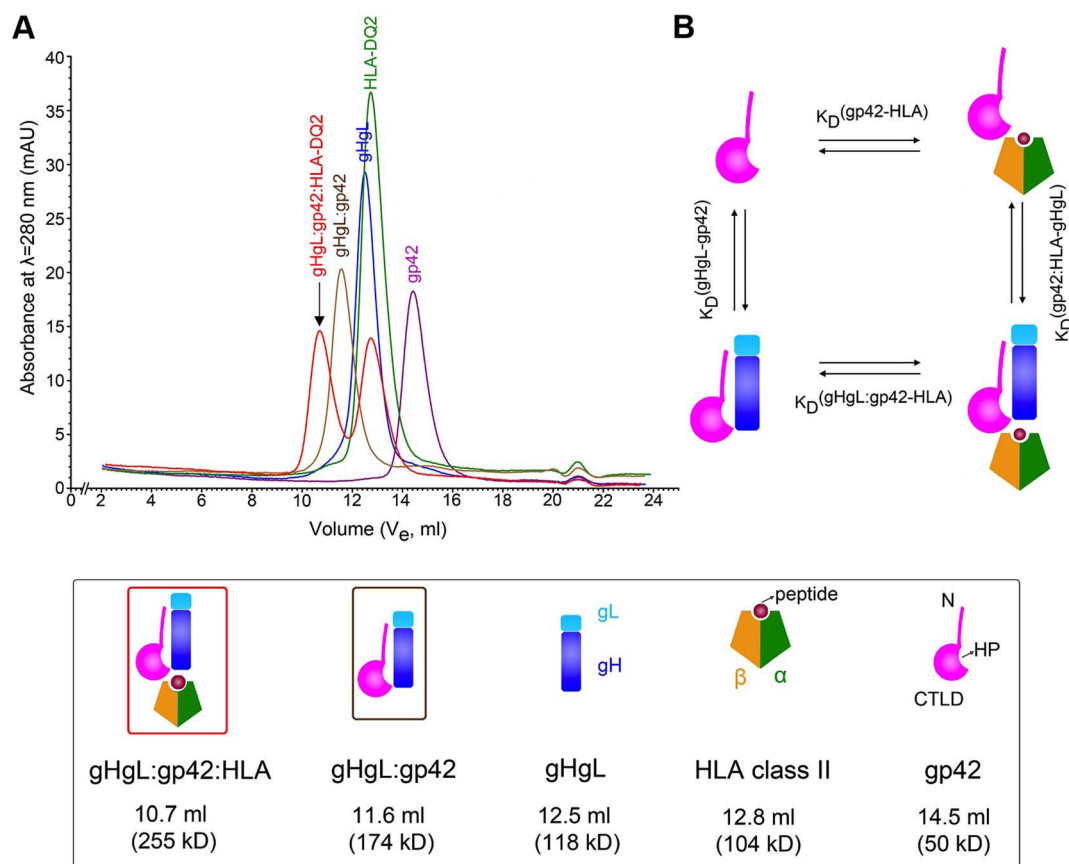 A
Absorbance at λ=280 nm (mAU)
40
35
30
25
20
15
10
5
0
0
2
4
6
8
10
12
14
16
18
20
22
24
Volume (Ve, ml)
gHgL:gp42:HLA-DQ2
gHgL:gp42
gHgL
HLA-DQ2
gp42
B
KD(gp42-HLA)
KD(gHgL-gp42)
KD(gp42:HLA-gHgL)
KD(gHgL:gp42-HLA)
gL
gH
peptide
β α
N
HP
CTLD
gHgL:gp42:HLA gHgL:gp42 gHgL HLA class II gp42
10.7 ml 11.6 ml 12.5 ml 12.8 ml 14.5 ml
(255 kD) (174 kD) (118 kD) (104 kD) (50 kD)